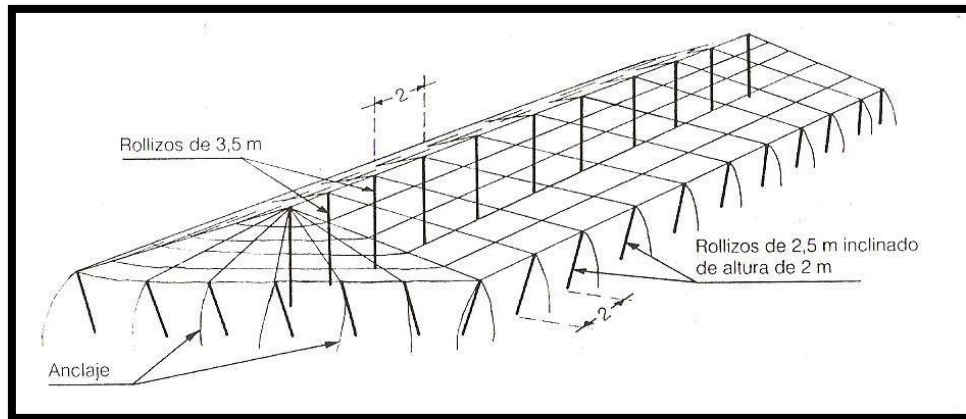 2
Rollizos de 3,5 m
Rollizos de 2,5 m inclinado
de altura de 2 m
2
Anclaje